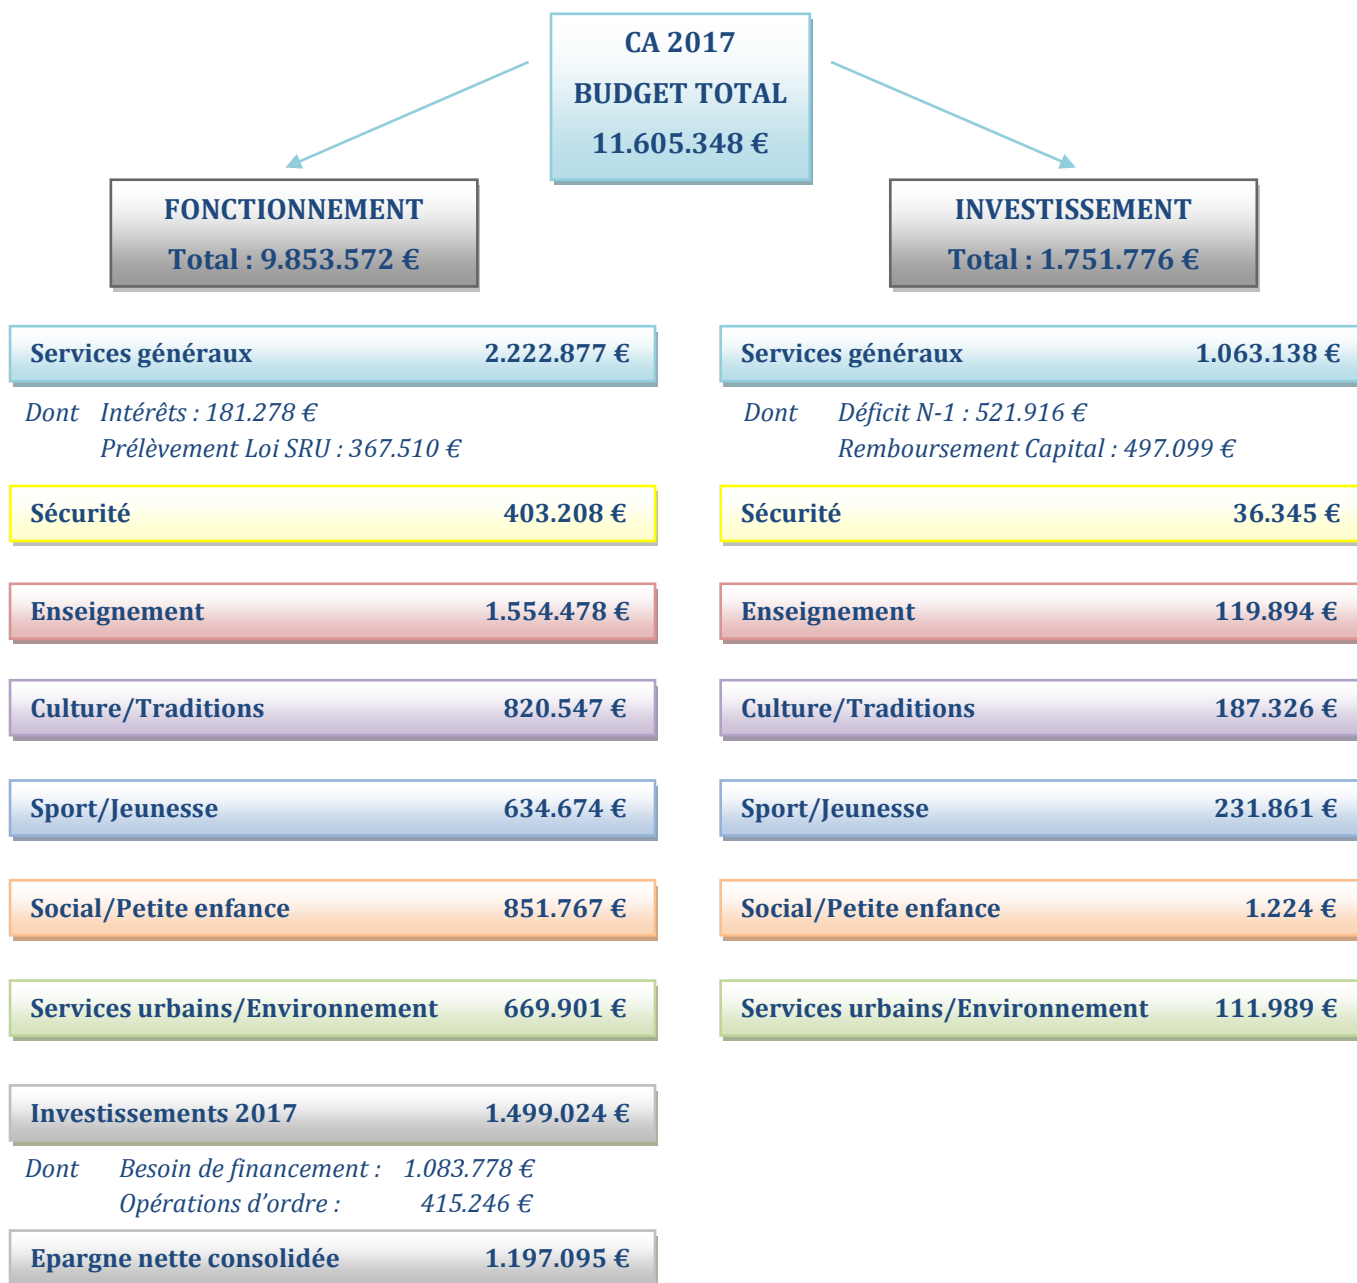 CA 2017
BUDGET TOTAL
11.605.348 €
FONCTIONNEMENT
Total : 9.853.572 €
INVESTISSEMENT
Total : 1.751.776 €
Services généraux 2.222.877 €
Dont Intérêts : 181.278 €
Prélèvement Loi SRU : 367.510 €
Sécurité 403.208 €
Enseignement 1.554.478 €
Culture/Traditions 820.547 €
Sport/Jeunesse 634.674 €
Social/Petite enfance 851.767 €
Services urbains/Environnement 669.901 €
Investissements 2017 1.499.024 €
Dont Besoin de financement : 1.083.778 €
Opérations d’ordre : 415.246 €
Epargne nette consolidée 1.197.095 €
Services généraux 1.063.138 €
Dont Déficit N-1 : 521.916 €
Remboursement Capital : 497.099 €
Sécurité 36.345 €
Enseignement 119.894 €
Culture/Traditions 187.326 €
Sport/Jeunesse 231.861 €
Social/Petite enfance 1.224 €
Services urbains/Environnement 111.989 €